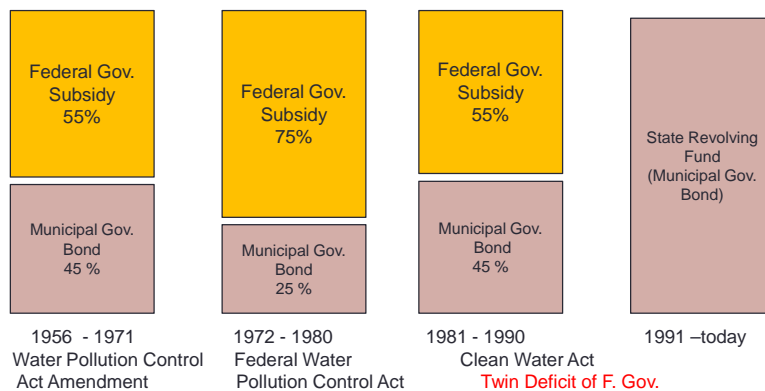 Federal Gov.
Subsidy
55%
Municipal Gov.
Bond
45 %
1956 - 1971
Water Pollution Control
Act Amendment
Federal Gov.
Subsidy
75%
Municipal Gov.
Bond
25 %
1972 - 1980
Federal Water
Pollution Control Act
Federal Gov.
Subsidy
55%
Municipal Gov.
Bond
45 %
1981 - 1990
Clean Water Act
Twin Deficit of F. Gov.
State Revolving
Fund
(Municipal Gov.
Bond)
1991 –today